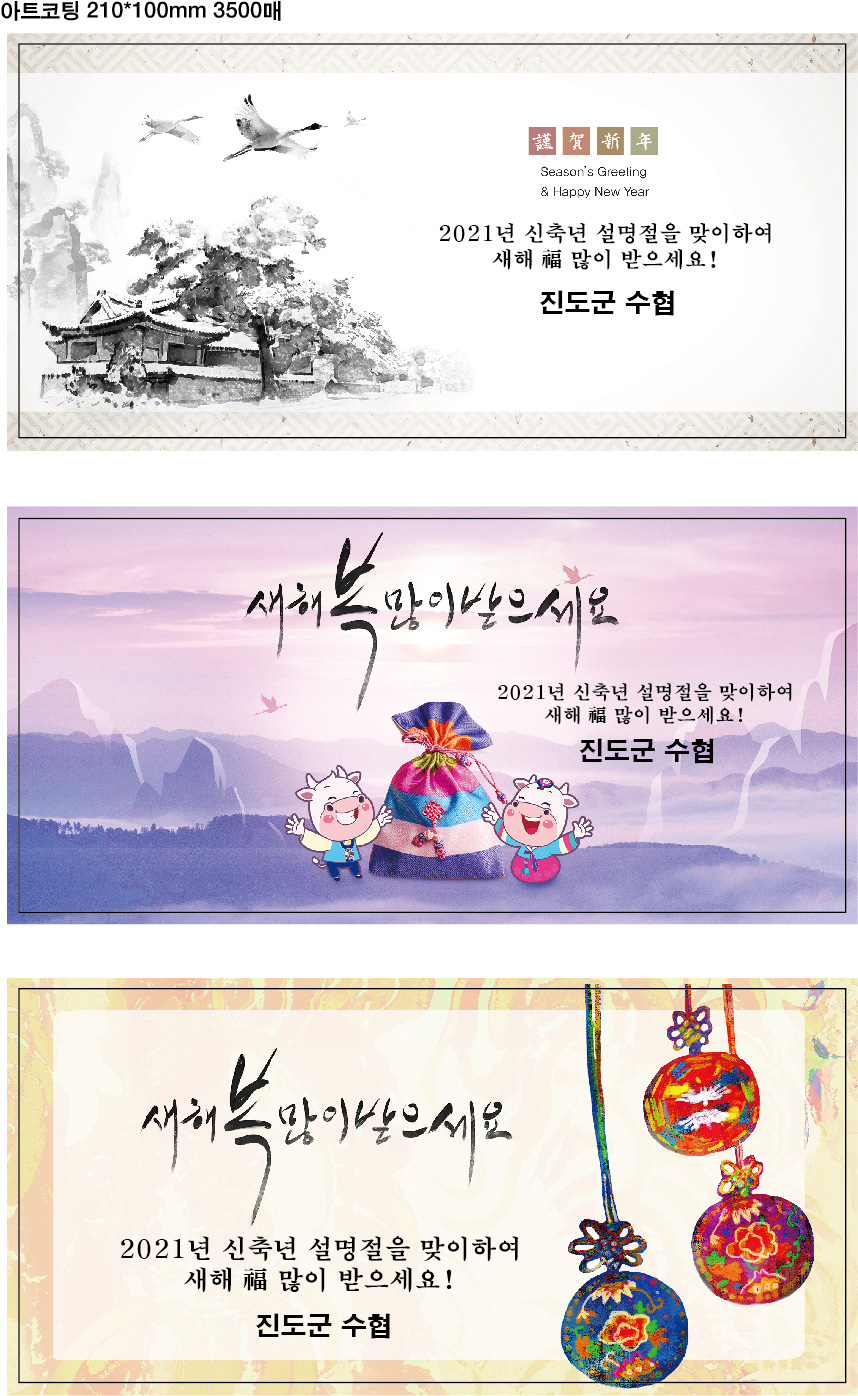 아트코팅 210*100mm 3500매
謹 賀 新 年
Season's Greeting
& Happy New Year
2021년 신축년 설명절을 맞이하여
새해 福 많이 받으세요!
진도군 수협
새해 복 많이 받으세요
2021년 신축년 설명절을 맞이하여
새해 福 많이 받으세요!
진도군 수협
새해 복 많이 받으세요
2021년 신축년 설명절을 맞이하여
새해 福 많이 받으세요!
진도군 수협